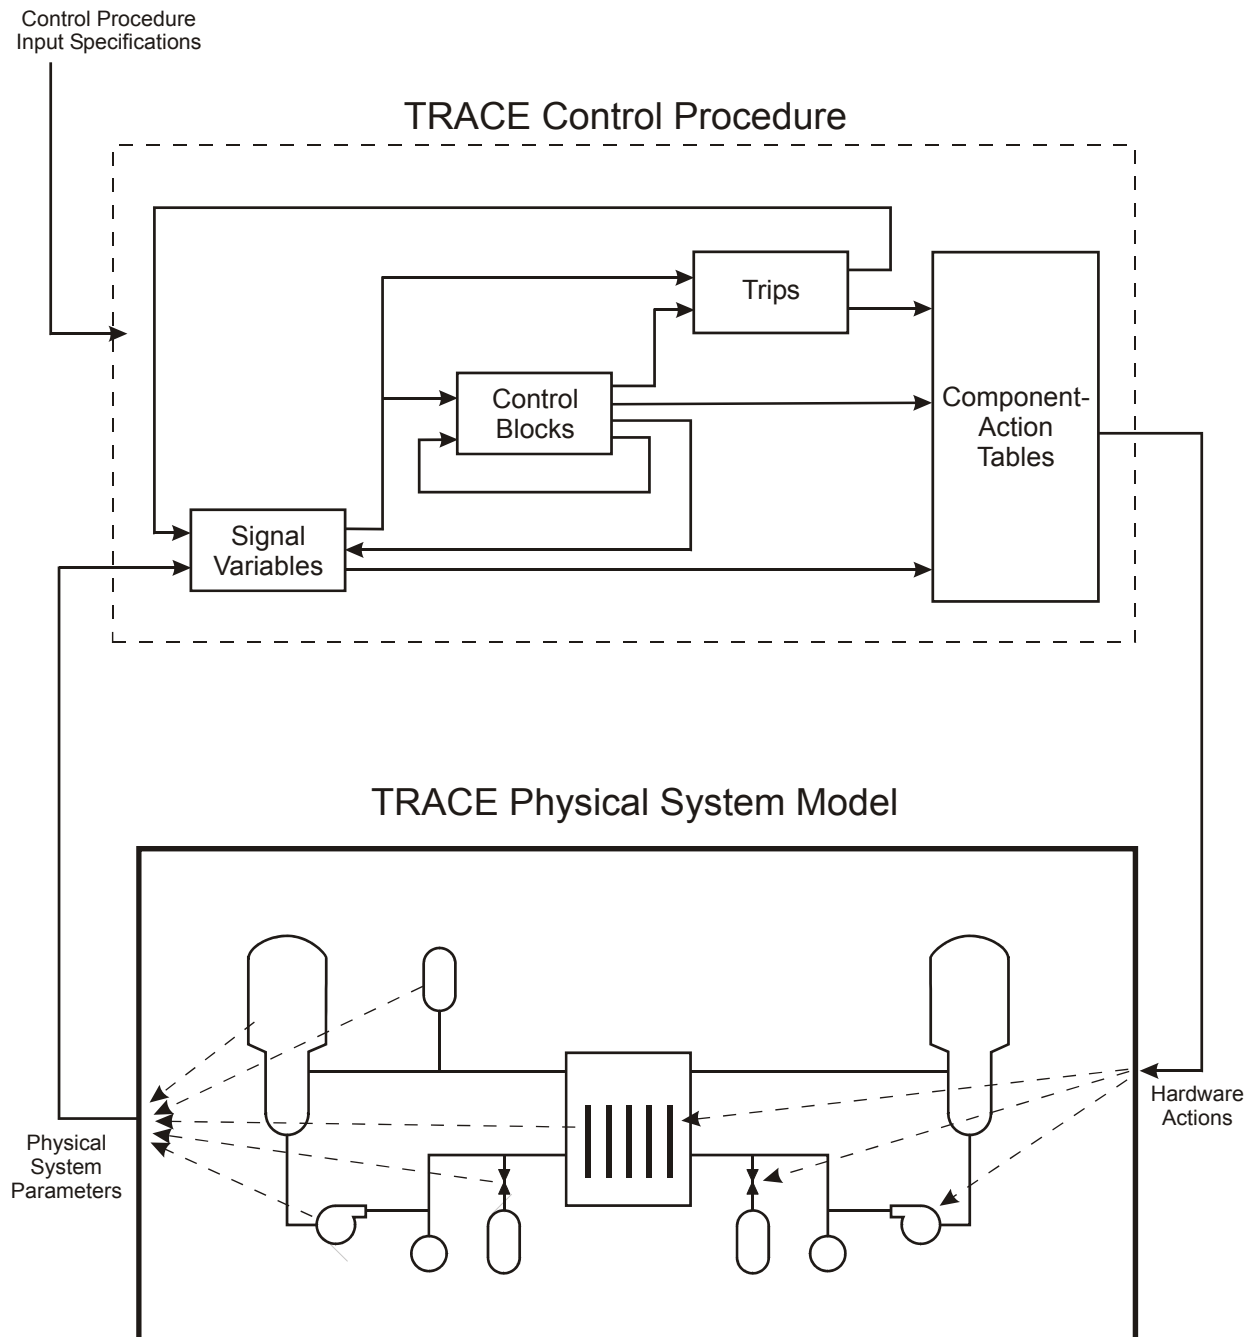 Control Procedure
Input Specifications
TRACE Control Procedure
Trips
Control
Blocks
Component-
Action
Tables
Signal
Variables
TRACE Physical System Model
Hardware
Actions
Physical
System
Parameters